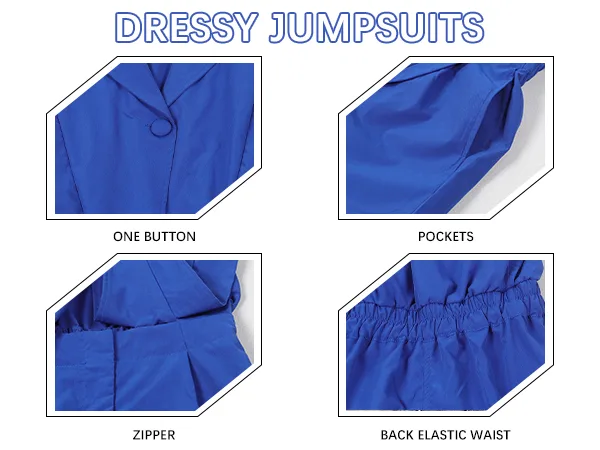 DRESSY JUMPSUITS
ONE BUTTON
POCKETS
ZIPPER
BACK ELASTIC WAIST